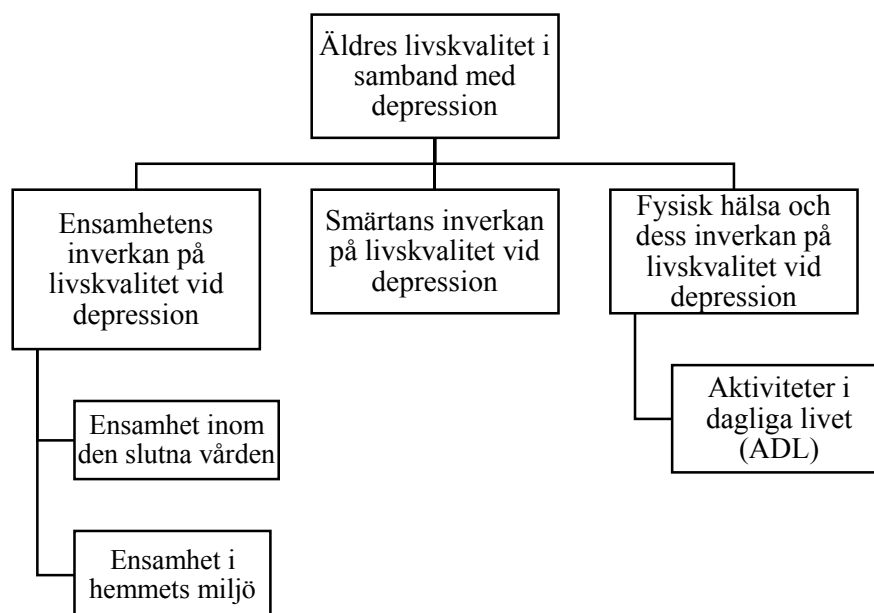 Äldres livskvalitet i
samband med
depression
Ensamhetens
inverkan på
livskvalitet vid
depression
Smärtans inverkan
på livskvalitet vid
depression
Fysisk hälsa och
dess inverkan på
livskvalitet vid
depression
Ensamhet inom
den slutna vården
Ensamhet i
hemmets miljö
Aktiviteter i
dagliga livet
(ADL)